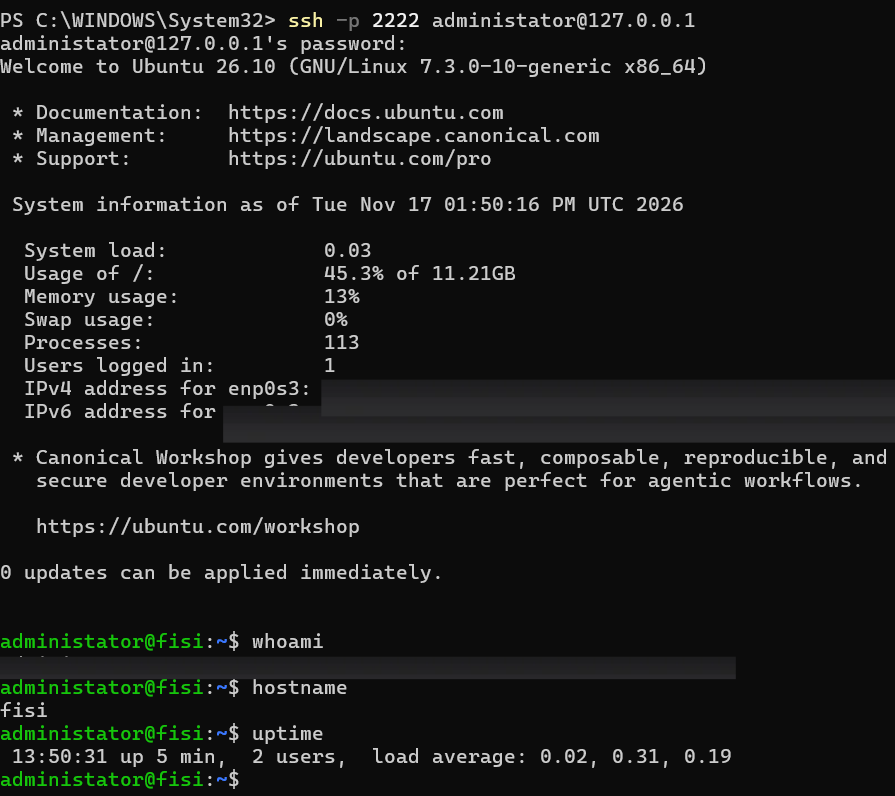 PS C:\WINDOWS\System32> ssh -p 2222 administator@127.0.0.1
administator@127.0.0.1's password:
Welcome to Ubuntu 26.10 (GNU/Linux 7.3.0-10-generic x86_64)
* Documentation: https://docs.ubuntu.com
* Management: https://landscape.canonical.com
* Support: https://ubuntu.com/pro
System information as of Tue Nov 17 01:50:16 PM UTC 2026
System load: 0.03
Usage of /: 45.3% of 11.21GB
Memory usage: 13%
Swap usage: 0%
Processes: 113
Users logged in: 1
IPv4 address for enp0s3:
IPv6 address for
* Canonical Workshop gives developers fast, composable, reproducible, and
secure developer environments that are perfect for agentic workflows.
https://ubuntu.com/workshop
0 updates can be applied immediately.
administator@fisi:~$ whoami
administator@fisi:~$ hostname
fisi
administator@fisi:~$ uptime
13:50:31 up 5 min, 2 users, load average: 0.02, 0.31, 0.19
administator@fisi:~$